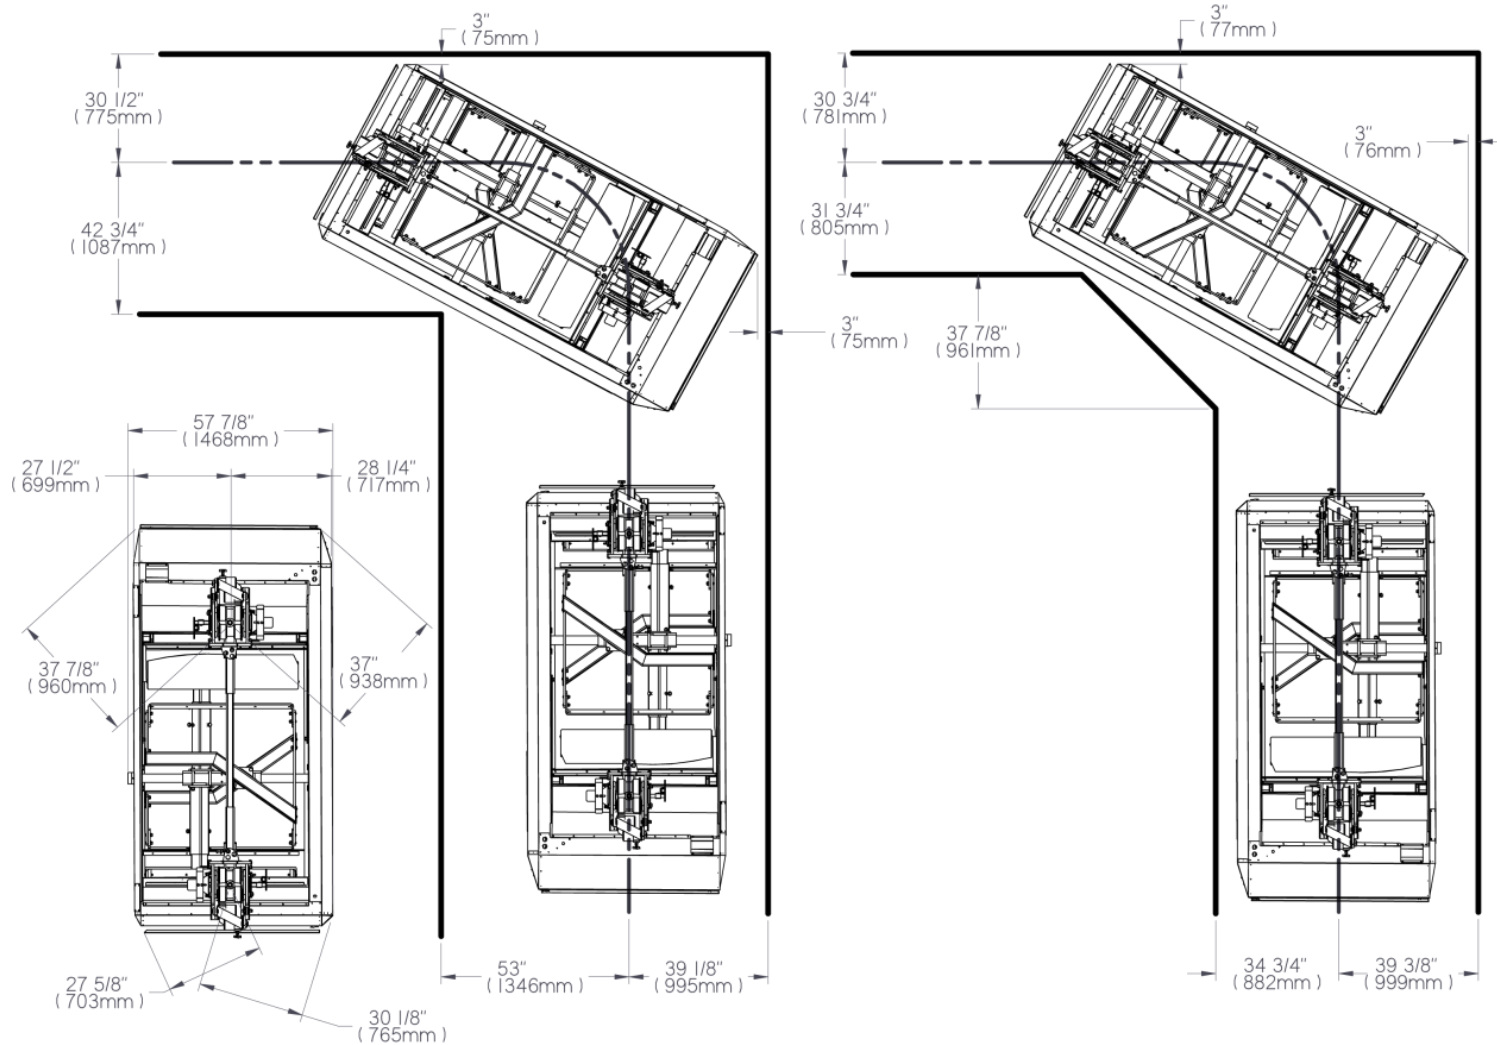 3"
(75mm)
3"
(77mm)
30 1/2"
(775mm)
30 3/4"
(781mm)
3"
(76mm)
42 3/4"
(1087mm)
31 3/4"
(805mm)
3"
(75mm)
37 7/8"
(961mm)
57 7/8"
(1468mm)
27 1/2"
(699mm)
28 1/4"
(717mm)
37 7/8"
(960mm)
37"
(938mm)
53"
(1346mm)
39 1/8"
(995mm)
34 3/4"
(882mm)
39 3/8"
(999mm)
27 5/8"
(703mm)
30 1/8"
(765mm)